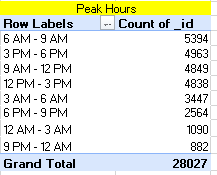 Peak Hours
Row Labels Count of _id
6 AM - 9 AM 5394
3 PM - 6 PM 4963
9 AM - 12 PM 4849
12 PM - 3 PM 4838
3 AM - 6 AM 3447
6 PM - 9 PM 2564
12 AM - 3 AM 1090
9 PM - 12 AM 882
Grand Total 28027